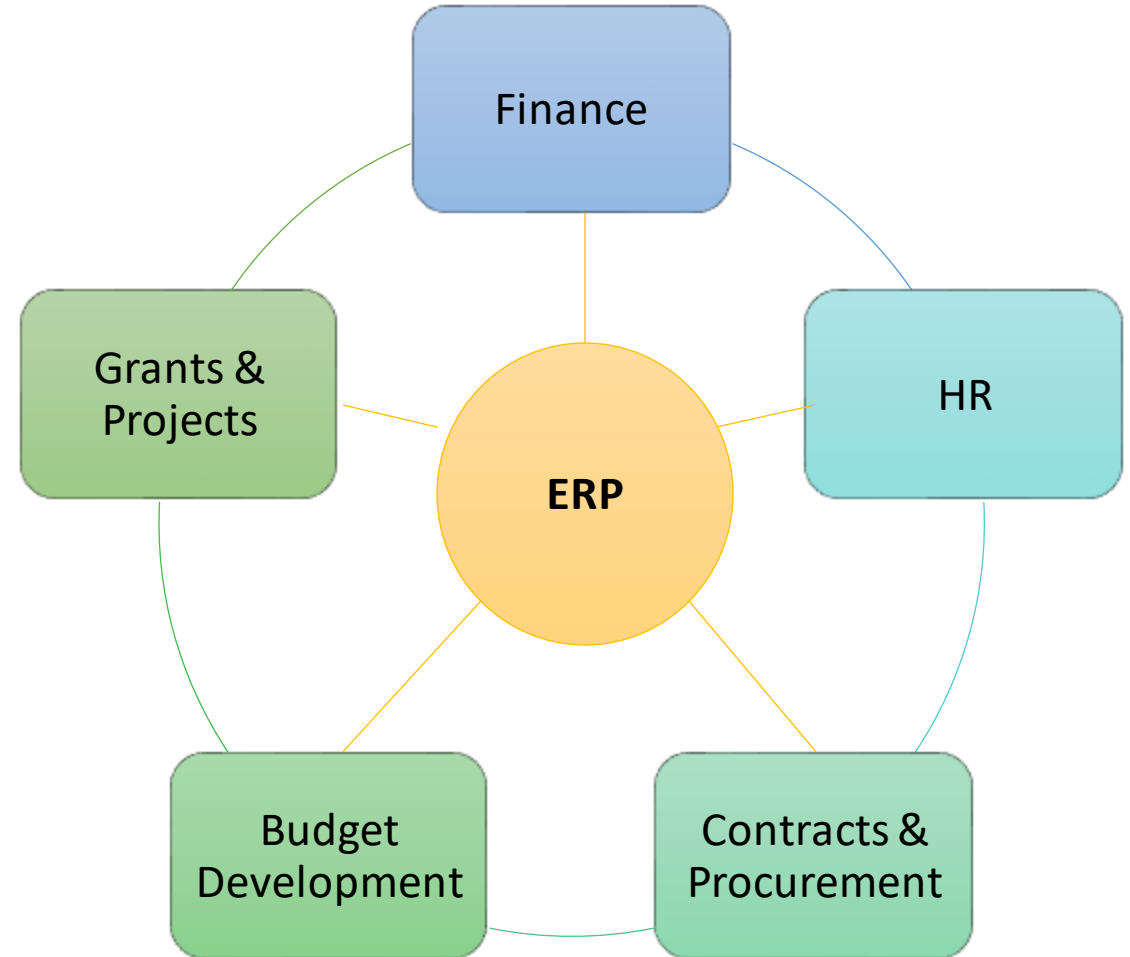 Finance
Grants &
Projects
HR
ERP
Budget
Development
Contracts &
Procurement